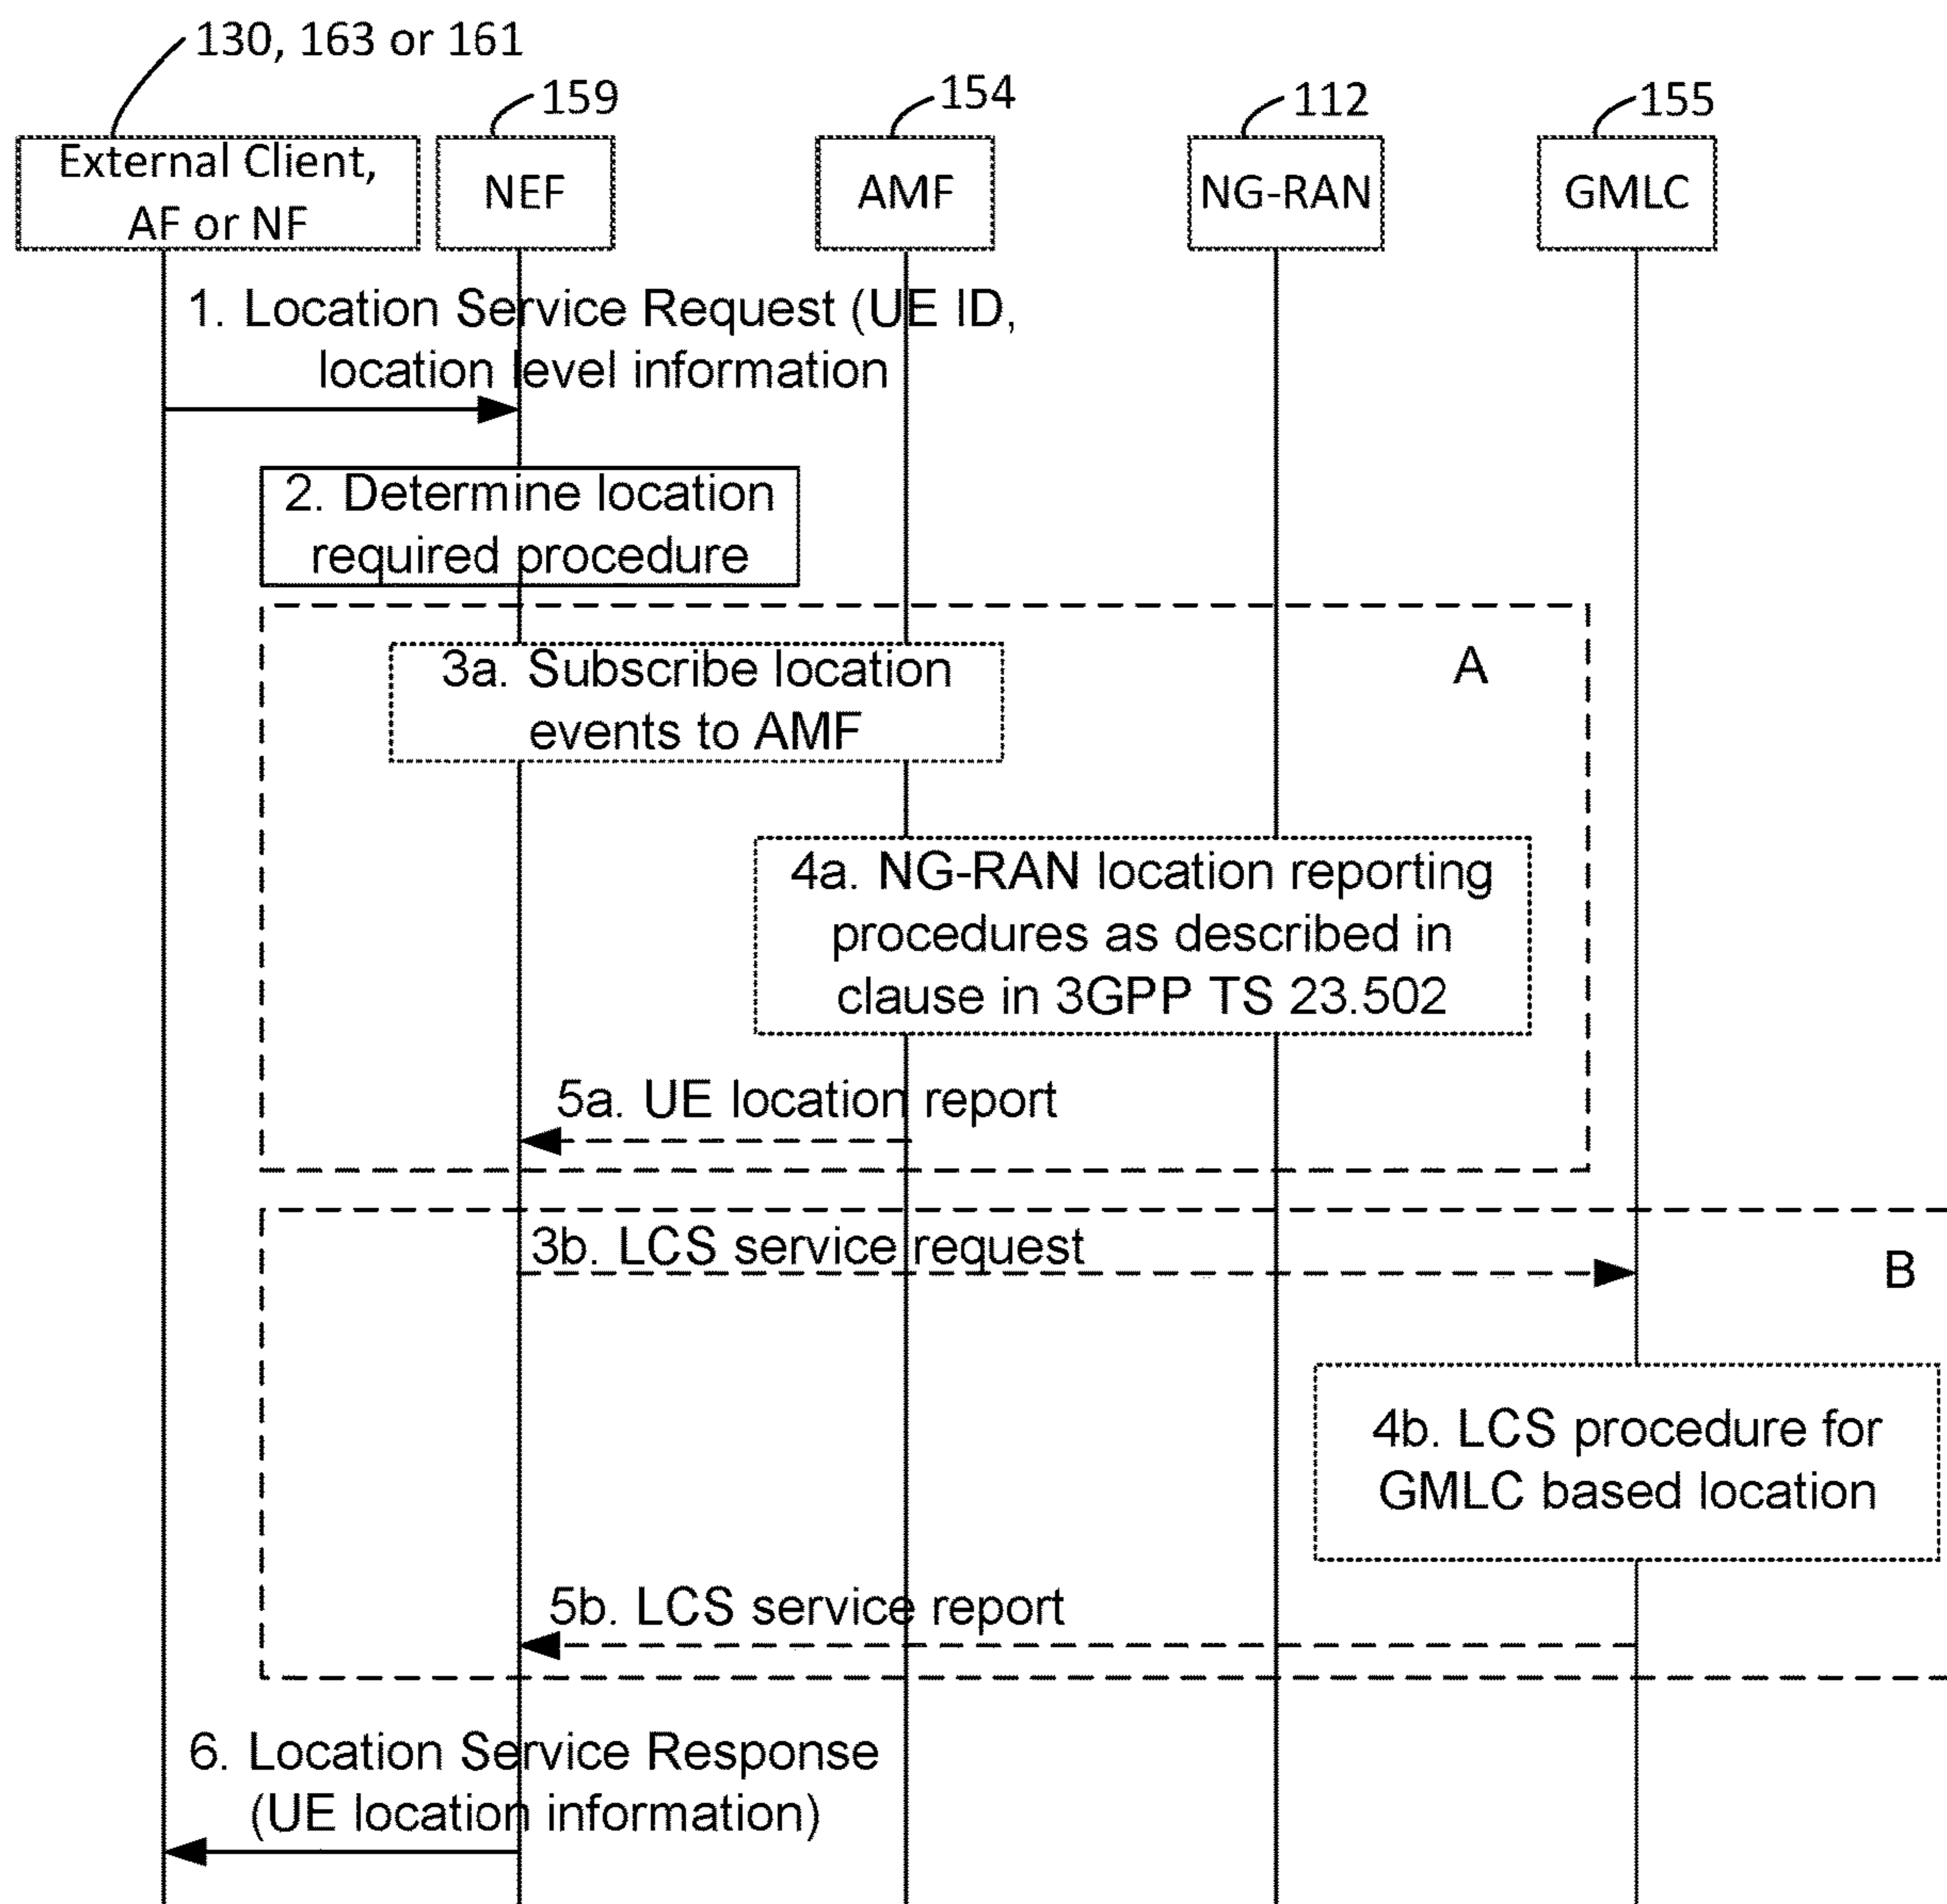 130, 163 or 161
159
154
112
155
External Client,
AF or NF
NEF
AMF
NG-RAN
GMLC
1. Location Service Request (UE ID,
location level information
2. Determine location
required procedure
A
3a. Subscribe location
events to AMF
4a. NG-RAN location reporting
procedures as described in
clause in 3GPP TS 23.502
5a. UE location report
3b. LCS service request
B
4b. LCS procedure for
GMLC based location
5b. LCS service report
6. Location Service Response
(UE location information)